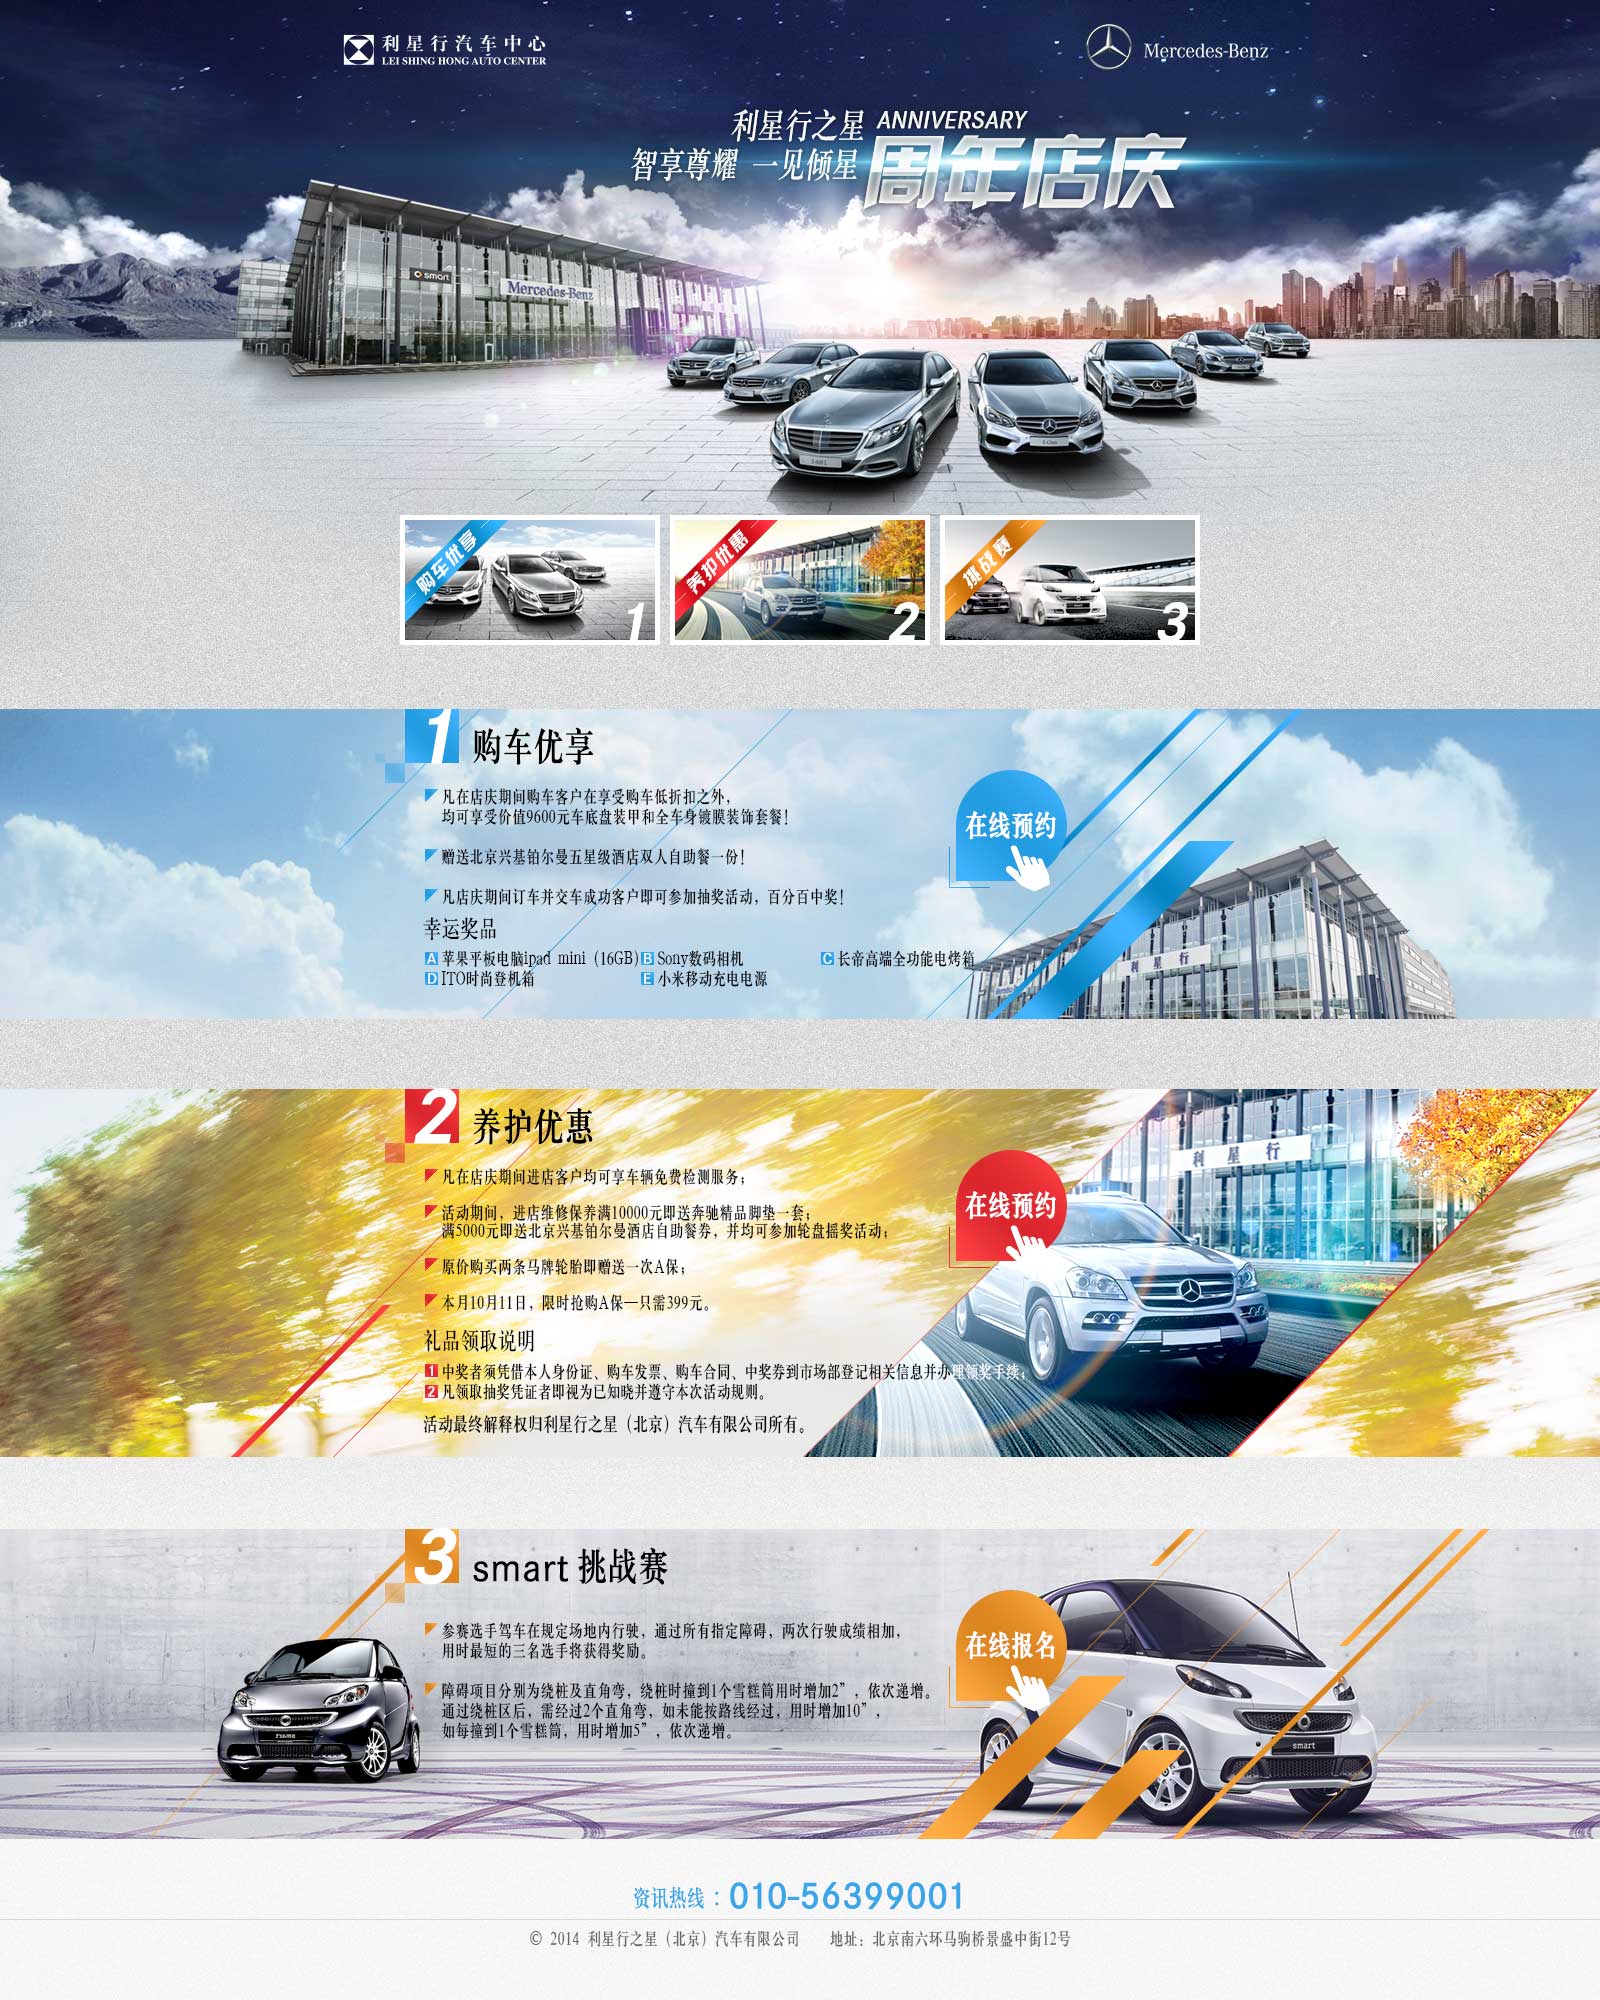 利星行汽车中心
LEI SHING HONG AUTO CENTER
Mercedes-Benz
利星行之星 ANNIVERSARY
智享尊耀 一见倾星 周年店庆
smart
Mercedes-Benz
购车优享
1
养护优惠
2
挑战赛
3
1 购车优享
凡在店庆期间购车客户在享受购车低折扣之外，
均可享受价值9600元车底盘装甲和全车身镀膜装饰套餐！
在线预约
赠送北京兴基铂尔曼五星级酒店双人自助餐一份！
凡店庆期间订车并交车成功客户即可参加抽奖活动，百分百中奖！
幸运奖品
A 苹果平板电脑ipad mini（16GB） B Sony数码相机 C 长帝高端全功能电烤箱
D ITO时尚登机箱 E 小米移动充电电源
利星行
2 养护优惠
利星行
凡在店庆期间进店客户均可享车辆免费检测服务；
在线预约
活动期间，进店维修保养满10000元即送奔驰精品脚垫一套；
满5000元即送北京兴基铂尔曼酒店自助餐券，并均可参加轮盘摇奖活动；
原价购买两条马牌轮胎即赠送一次A保；
本月10月11日，限时抢购A保—只需399元。
礼品领取说明
1 中奖者须凭借本人身份证、购车发票、购车合同、中奖券到市场部登记相关信息并办理领奖手续；
2 凡领取抽奖凭证者即视为已知晓并遵守本次活动规则。
活动最终解释权归利星行之星（北京）汽车有限公司所有。
3 smart 挑战赛
参赛选手驾车在规定场地内行驶，通过所有指定障碍，两次行驶成绩相加，
用时最短的三名选手将获得奖励。
在线报名
障碍项目分别为绕桩及直角弯，绕桩时撞到1个雪糕筒用时增加2”，依次递增。
通过绕桩区后，需经过2个直角弯，如未能按路线经过，用时增加10”，
如每撞到1个雪糕筒，用时增加5”，依次递增。
smart
资讯热线：010-56399001
© 2014 利星行之星（北京）汽车有限公司 地址：北京南六环马驹桥景盛中街12号